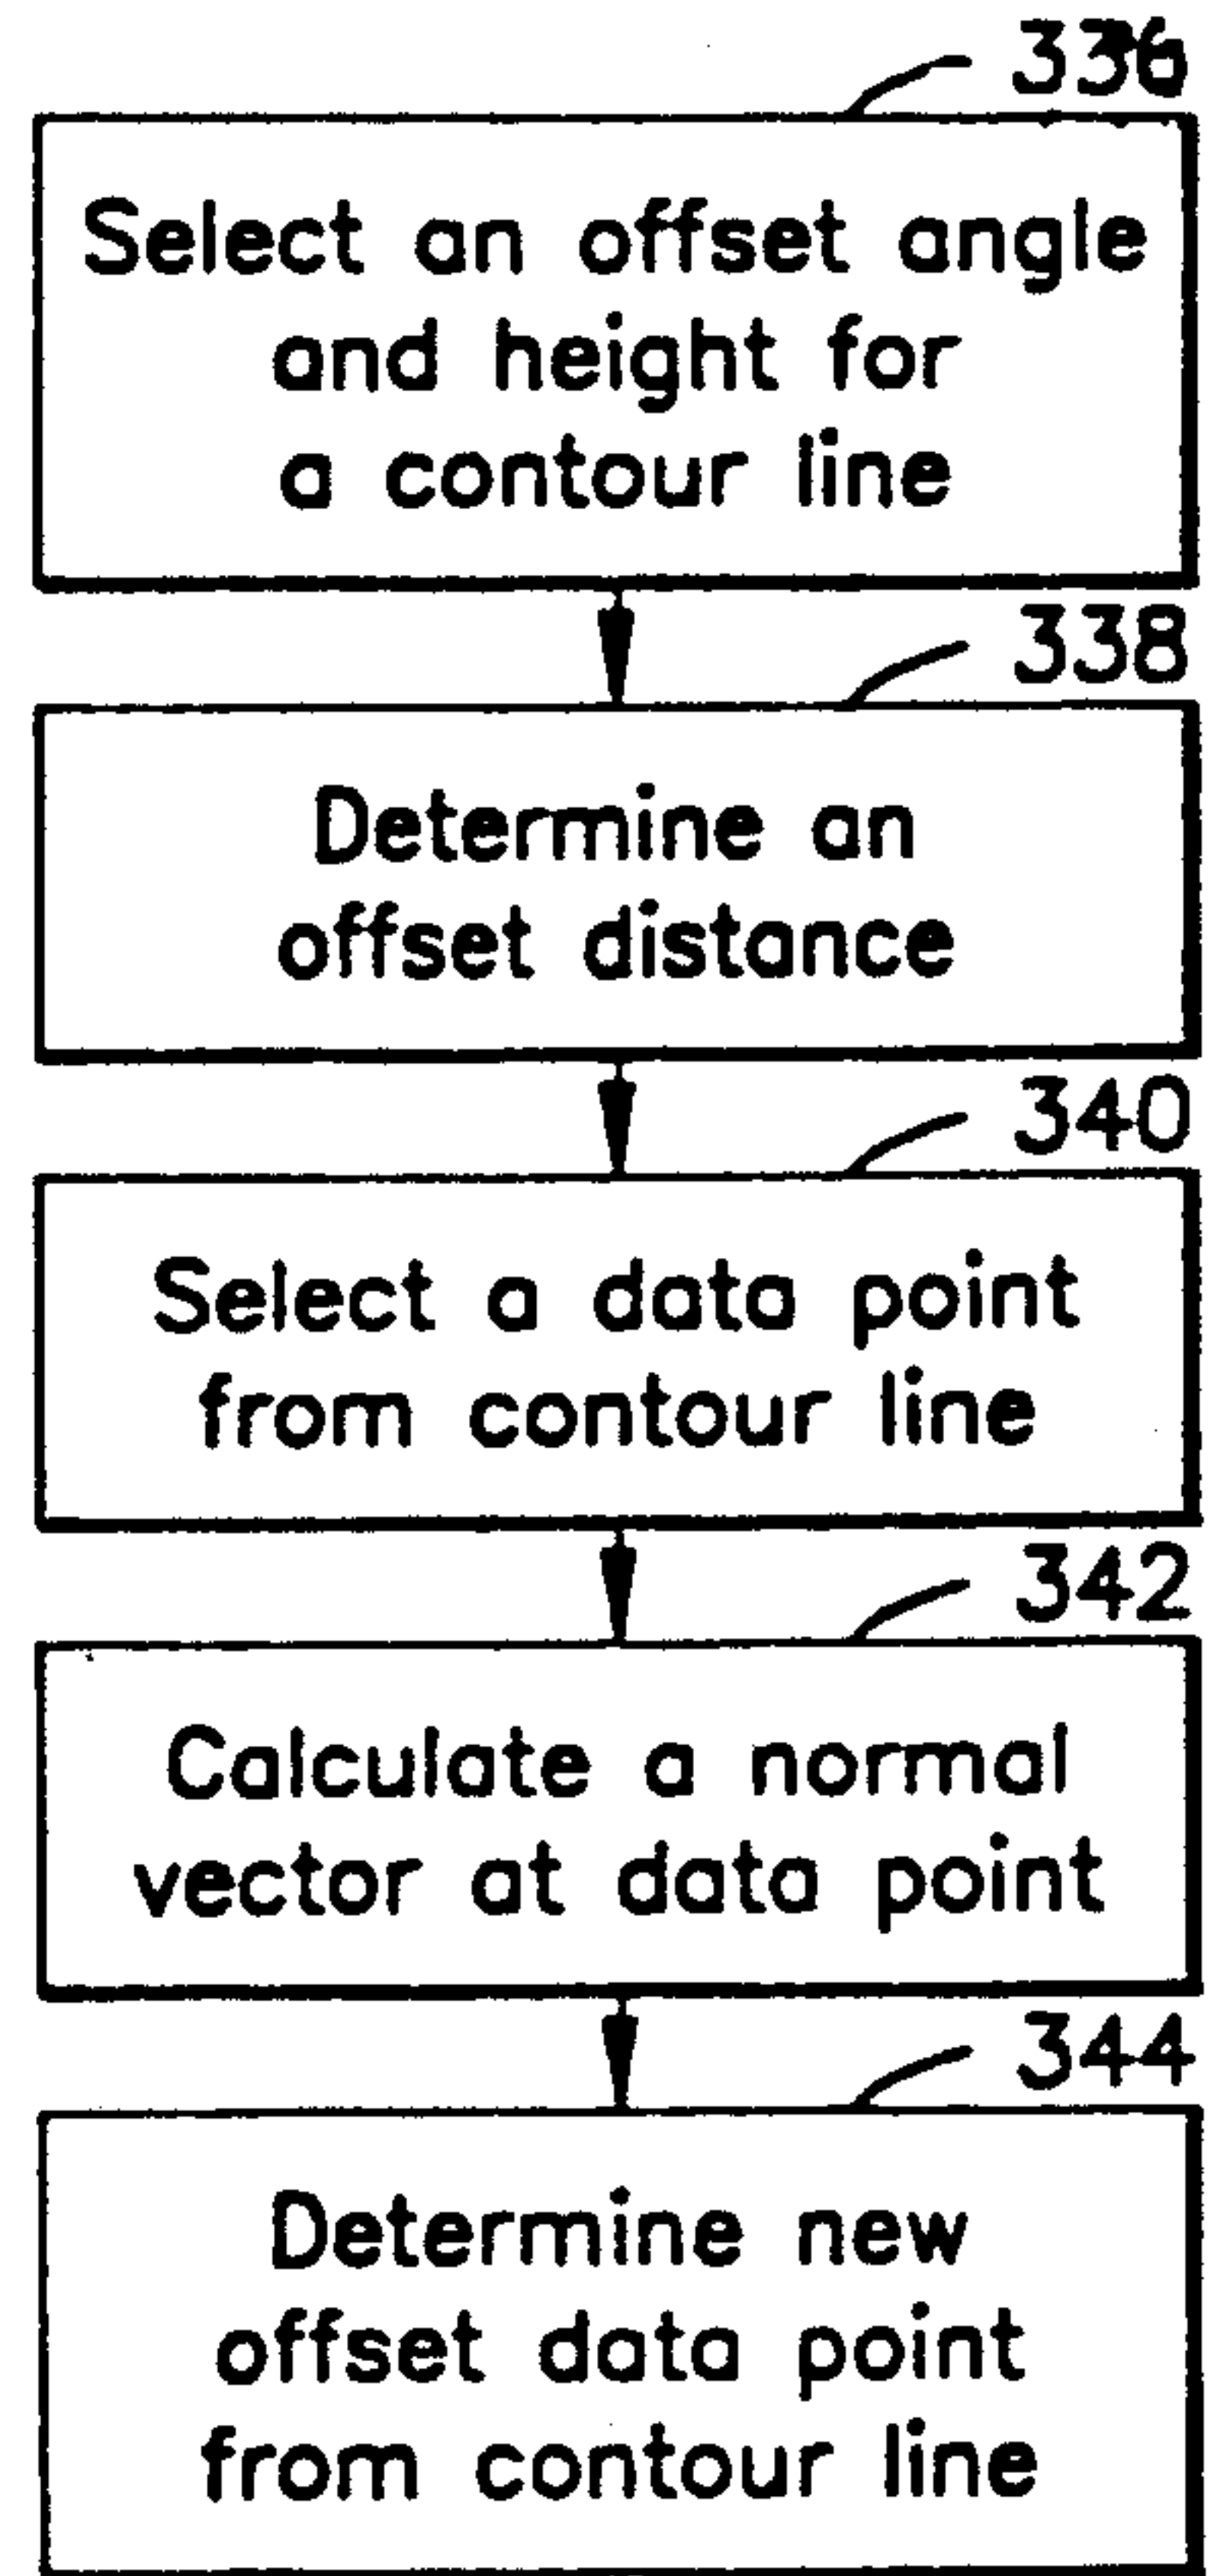 336
Select an offset angle
and height for
a contour line
338
Determine an
offset distance
340
Select a data point
from contour line
342
Calculate a normal
vector at data point
344
Determine new
offset data point
from contour line